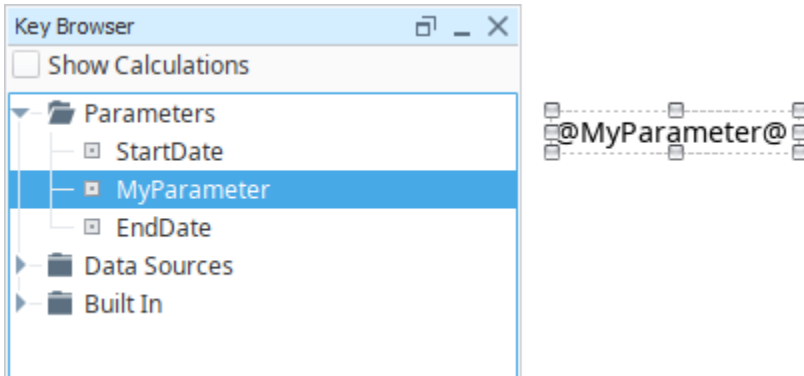 Key Browser
Show Calculations
Parameters
StartDate
MyParameter
EndDate
Data Sources
Built In
@MyParameter@